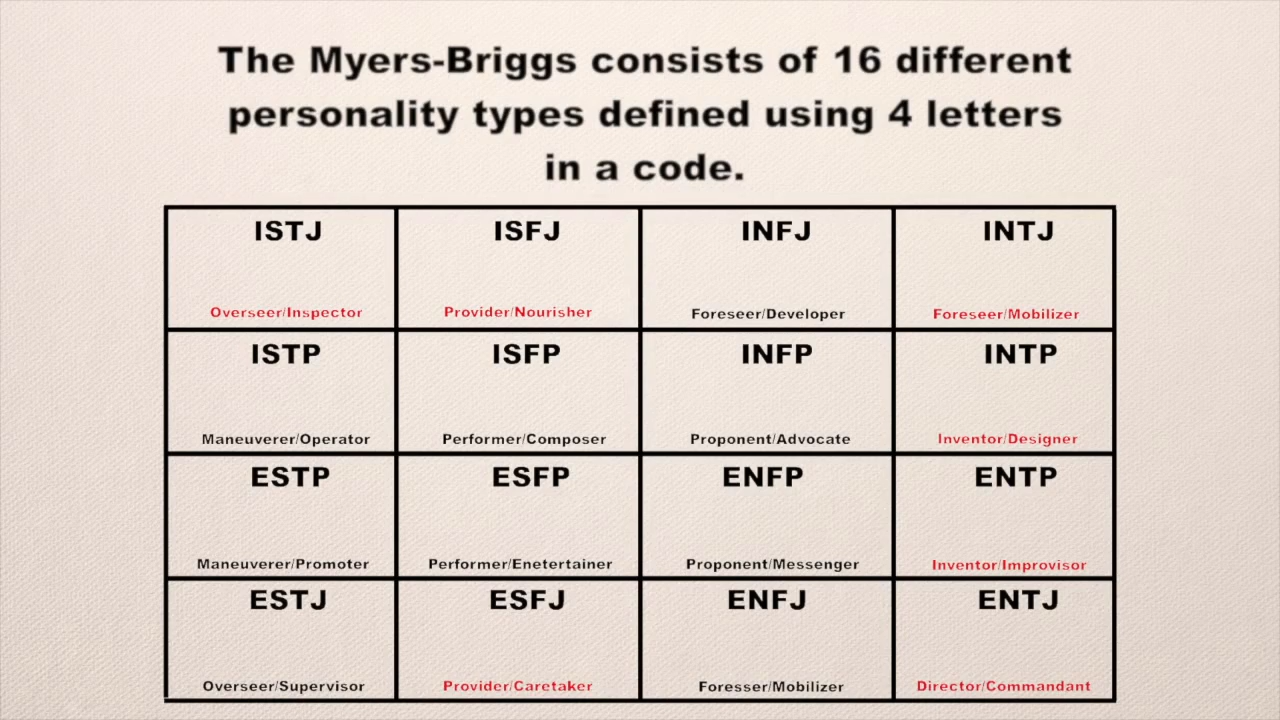 The Myers-Briggs consists of 16 different
personality types defined using 4 letters
in a code.
ISTJ ISFJ INFJ INTJ
Overseer/Inspector Provider/Nourisher Foreseer/Developer Foreseer/Mobilizer
ISTP ISFP INFP INTP
Maneuverer/Operator Performer/Composer Proponent/Advocate Inventor/Designer
ESTP ESFP ENFP ENTP
Maneuverer/Promoter Performer/Enetertainer Proponent/Messenger Inventor/Improvisor
ESTJ ESFJ ENFJ ENTJ
Overseer/Supervisor Provider/Caretaker Foresser/Mobilizer Director/Commandant